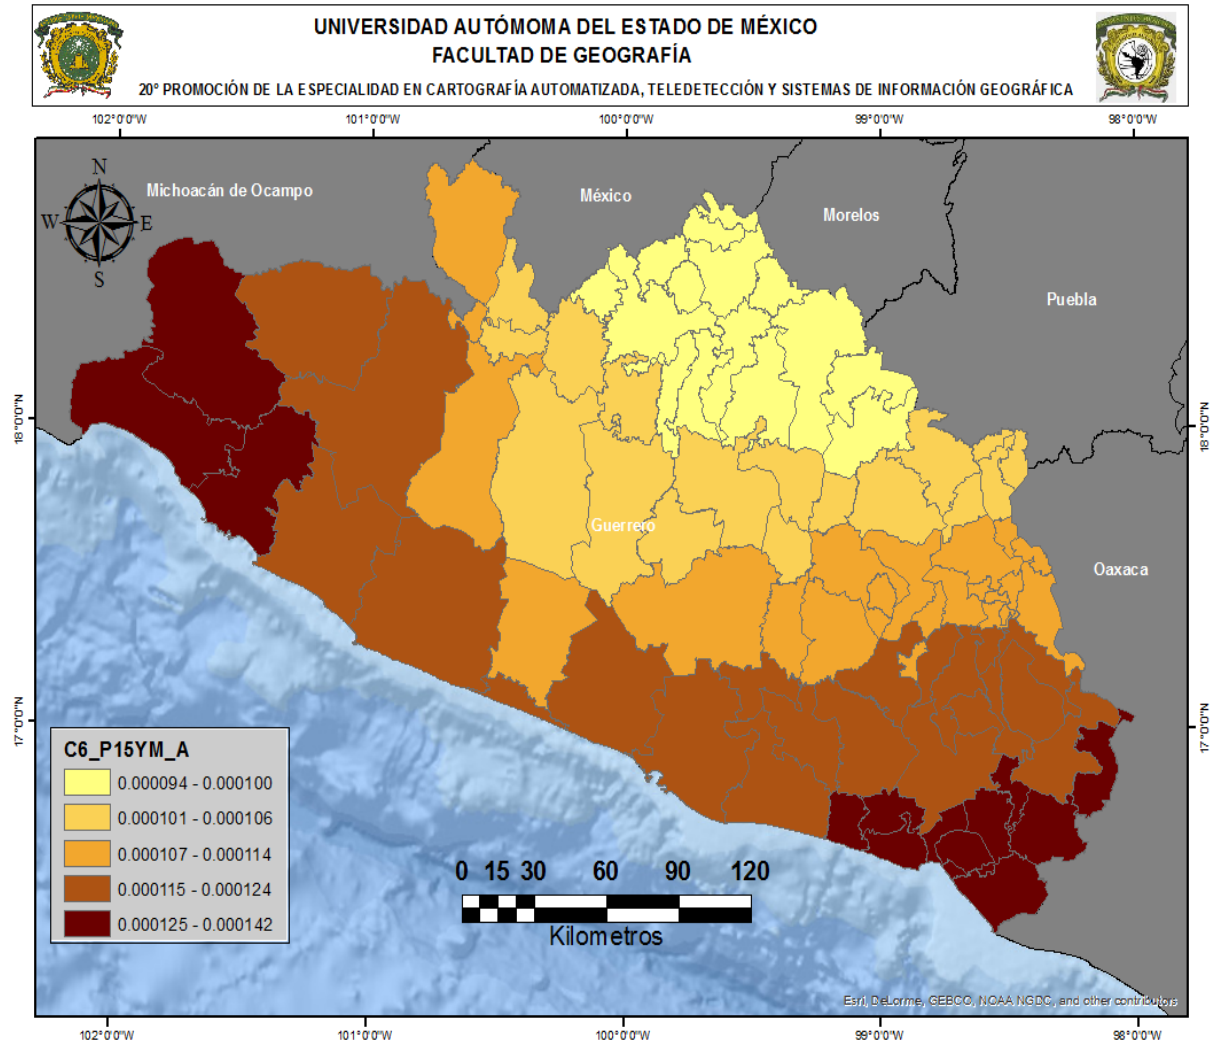 UNIVERSIDAD AUTÓMOMA DEL ESTADO DE MÉXICO
FACULTAD DE GEOGRAFÍA
20° PROMOCIÓN DE LA ESPECIALIDAD EN CARTOGRAFÍA AUTOMATIZADA, TELEDETECCIÓN Y SISTEMAS DE INFORMACIÓN GEOGRÁFICA
102°0'0"W 101°0'0"W 100°0'0"W 99°0'0"W 98°0'0"W
N
W E
S
Michoacán de Ocampo
México
Morelos
Puebla
18°0'0"N
18°0'0"N
Guerrero
Oaxaca
17°0'0"N
17°0'0"N
C6_P15YM_A
0.000094 - 0.000100
0.000101 - 0.000106
0.000107 - 0.000114
0.000115 - 0.000124
0.000125 - 0.000142
0 15 30 60 90 120
Kilometros
Esri, DeLorme, GEBCO, NOAA NGDC, and other contributors
102°0'0"W 101°0'0"W 100°0'0"W 99°0'0"W 98°0'0"W